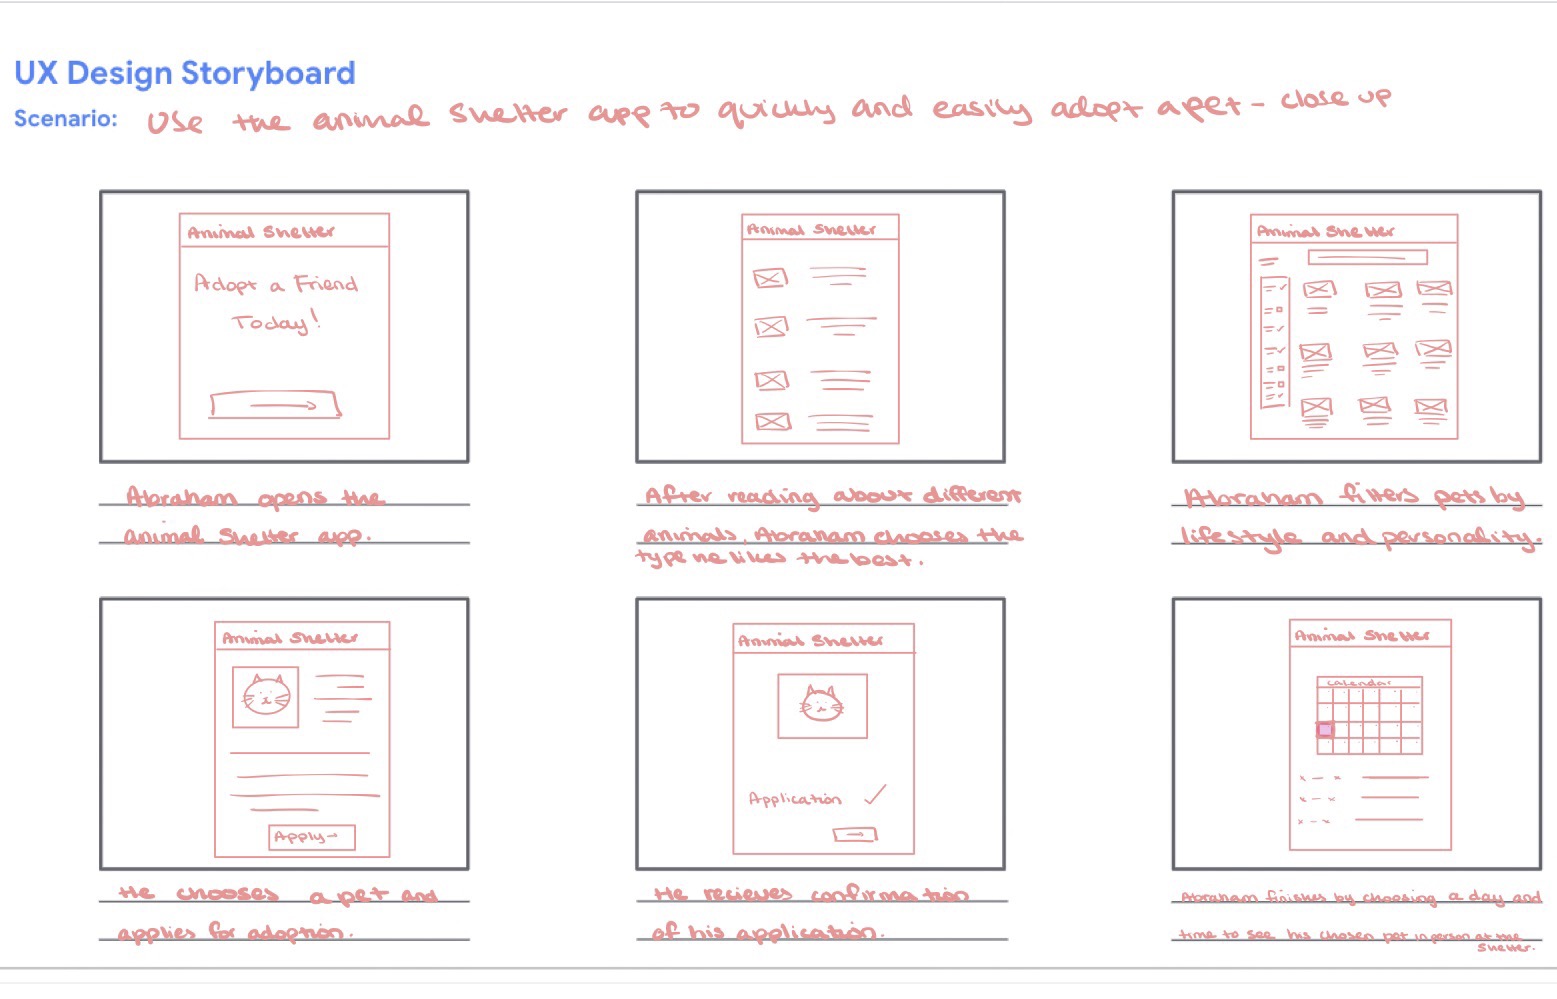 UX Design Storyboard
Scenario: Use the animal shelter app to quickly and easily adopt a pet - close up
Animal Shelter
Adopt a Friend
Today!
Abraham opens the
animal shelter app.
Animal Shelter
After reading about different
animals, Abraham chooses the
type he likes the best.
Animal Shelter
Abraham filters pets by
lifestyle and personality.
Animal Shelter
Apply→
He chooses a pet and
applies for adoption.
Animal Shelter
Application ✓
He recieves confirmation
of his application.
Animal Shelter
calendar
Abraham finishes by choosing a day and
time to see his chosen pet in person at the
shelter.